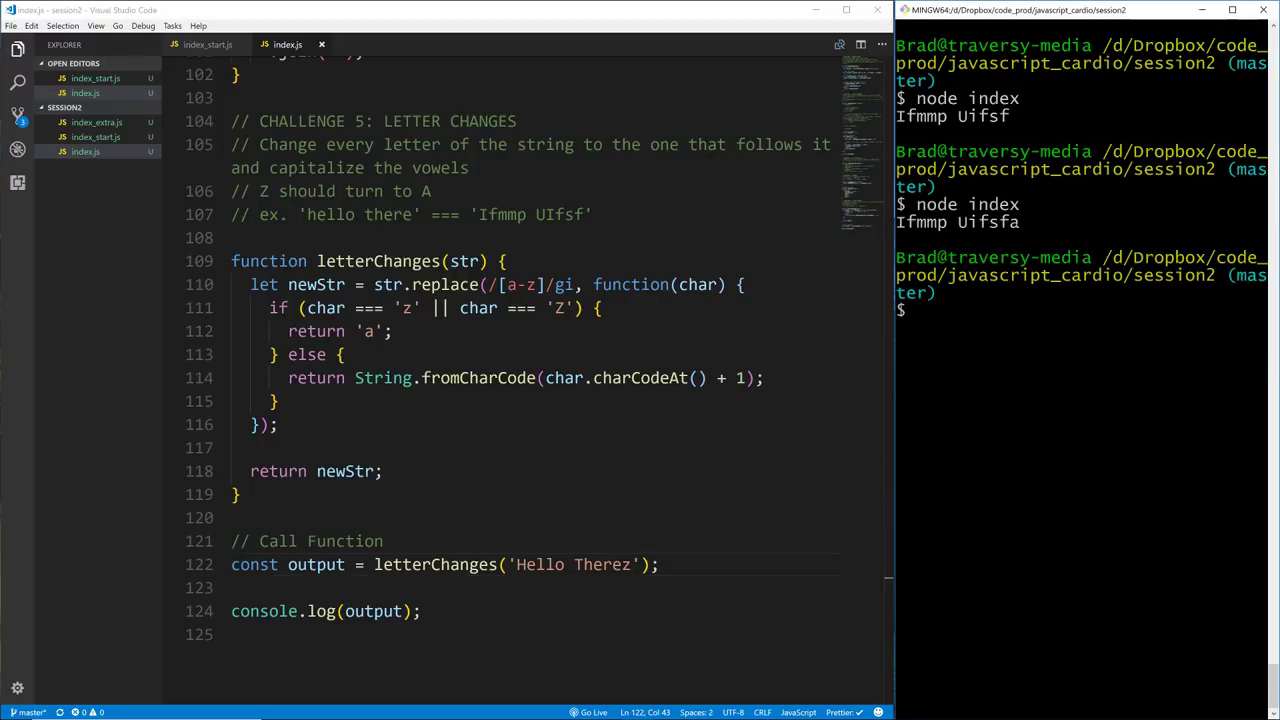 index.js - session2 - Visual Studio Code
File Edit Selection View Go Debug Tasks Help
EXPLORER
OPEN EDITORS
JS index_start.js U
JS index.js U
SESSION2
JS index_extra.js U
JS index_start.js U
JS index.js U
3
JS index_start.js JS index.js ×
102 }
103
104 // CHALLENGE 5: LETTER CHANGES
105 // Change every letter of the string to the one that follows it
and capitalize the vowels
106 // Z should turn to A
107 // ex. 'hello there' === 'Ifmmp UIfsf'
108
109 function letterChanges(str) {
110 let newStr = str.replace(/[a-z]/gi, function(char) {
111 if (char === 'z' || char === 'Z') {
112 return 'a';
113 } else {
114 return String.fromCharCode(char.charCodeAt() + 1);
115 }
116 });
117
118 return newStr;
119 }
120
121 // Call Function
122 const output = letterChanges('Hello Therez');
123
124 console.log(output);
125
master* 0 0 Go Live Ln 122, Col 43 Spaces: 2 UTF-8 CRLF JavaScript Prettier: ✓
MINGW64:/d/Dropbox/code_prod/javascript_cardio/session2
Brad@traversy-media /d/Dropbox/code_
prod/javascript_cardio/session2 (mas
ter)
$ node index
Ifmmp Uifsf
Brad@traversy-media /d/Dropbox/code_
prod/javascript_cardio/session2 (mas
ter)
$ node index
Ifmmp Uifsfa
Brad@traversy-media /d/Dropbox/code_
prod/javascript_cardio/session2 (mas
ter)
$